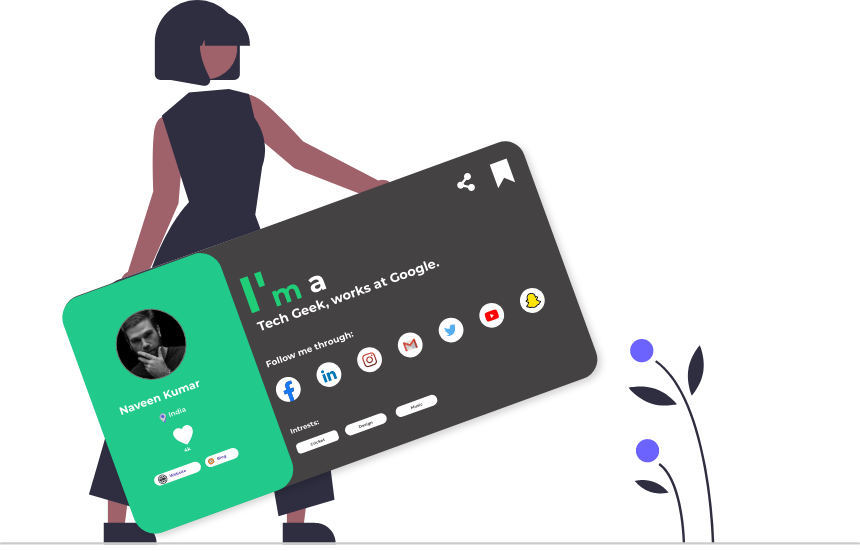 I'm a
Tech Geek, works at Google.
Follow me through:
Intrests:
Cricket
Design
Music
Naveen Kumar
India
4k
Website
Blog